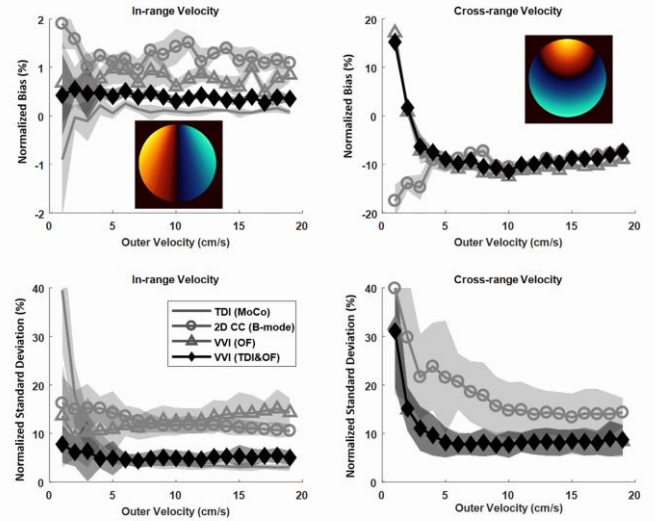 In-range Velocity
Normalized Bias (%)
2
1
0
-1
-2
0 5 10 15 20
Outer Velocity (cm/s)
Cross-range Velocity
Normalized Bias (%)
20
10
0
-10
-20
0 5 10 15 20
Outer Velocity (cm/s)
In-range Velocity
Normalized Standard Deviation (%)
40
30
20
10
0
TDI (MoCo)
2D CC (B-mode)
VVI (OF)
VVI (TDI&OF)
0 5 10 15 20
Outer Velocity (cm/s)
Cross-range Velocity
Normalized Standard Deviation (%)
40
30
20
10
0
0 5 10 15 20
Outer Velocity (cm/s)